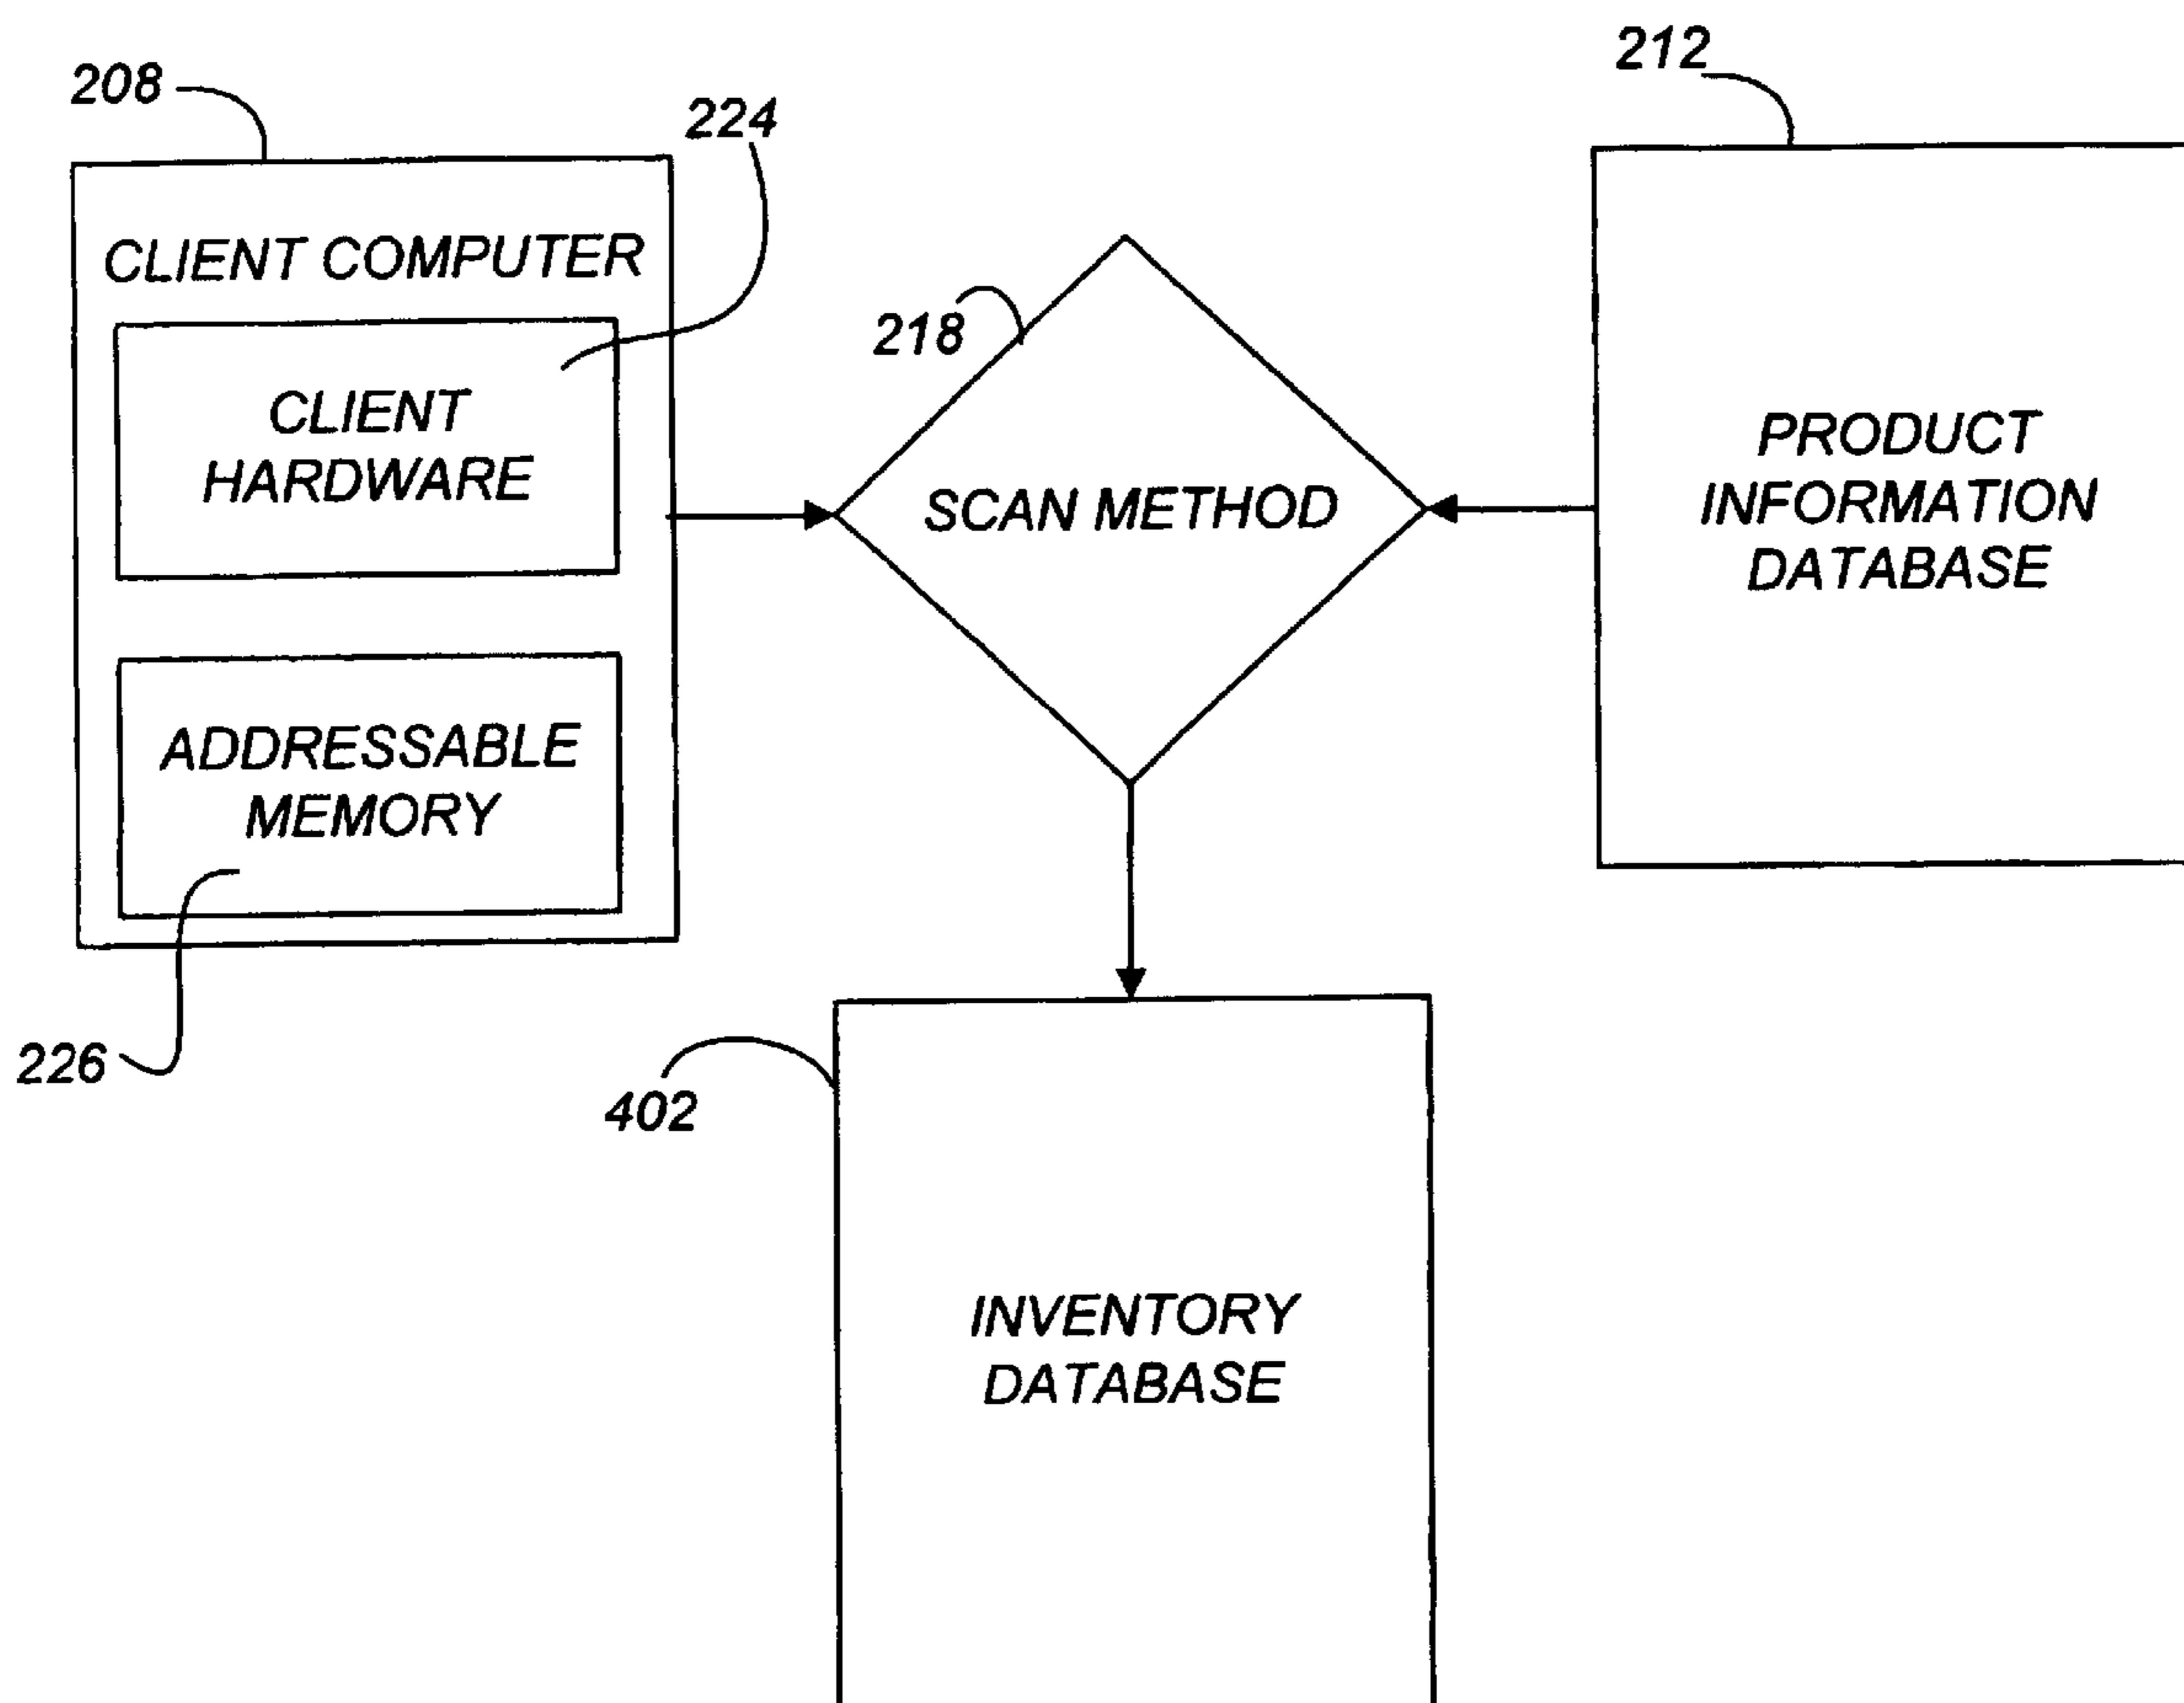 208
224
212
CLIENT COMPUTER
CLIENT
HARDWARE
218
SCAN METHOD
PRODUCT
INFORMATION
DATABASE
ADDRESSABLE
MEMORY
226
402
INVENTORY
DATABASE